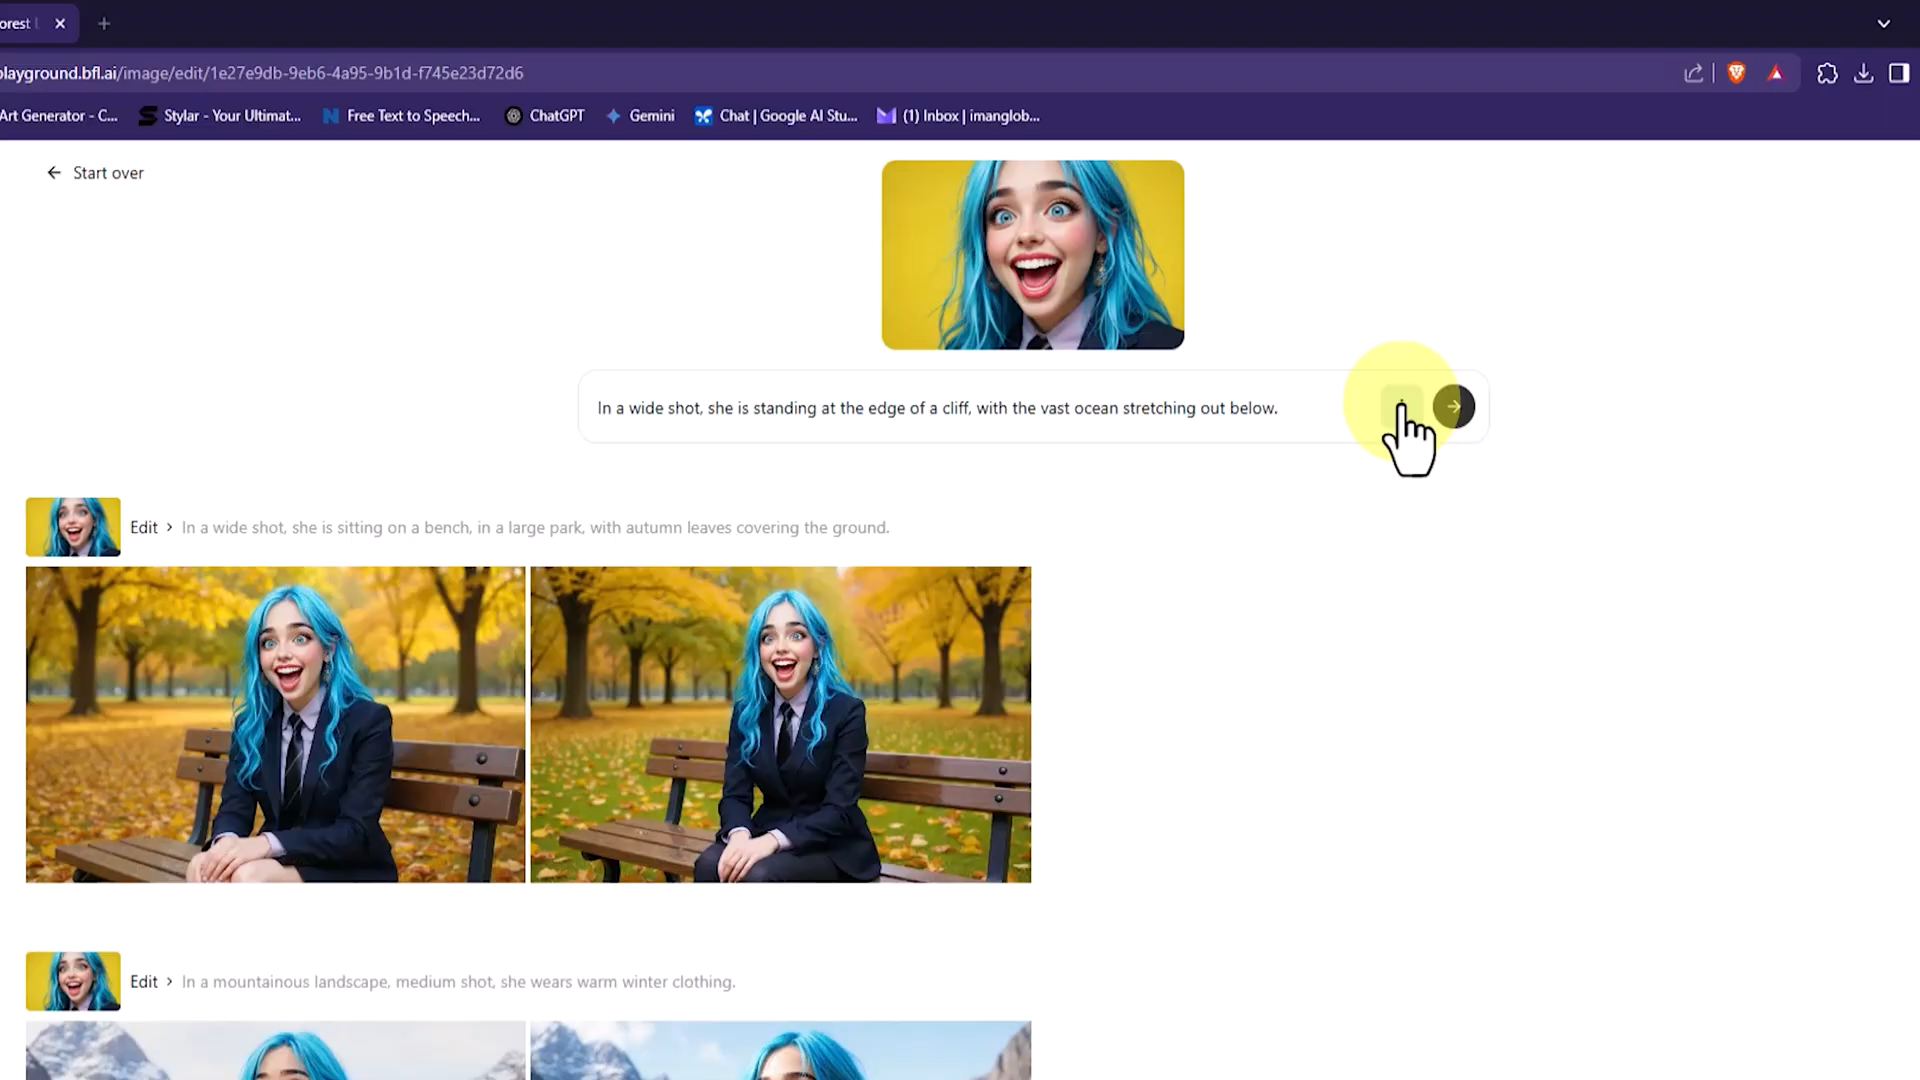 orest
layground.bfl.ai/image/edit/1e27e9db-9eb6-4a95-9b1d-f745e23d72d6
Art Generator - C... Stylar - Your Ultimat... Free Text to Speech... ChatGPT Gemini Chat | Google AI Stu... (1) Inbox | imanglob...
Start over
In a wide shot, she is standing at the edge of a cliff, with the vast ocean stretching out below.
Edit > In a wide shot, she is sitting on a bench, in a large park, with autumn leaves covering the ground.
Edit > In a mountainous landscape, medium shot, she wears warm winter clothing.